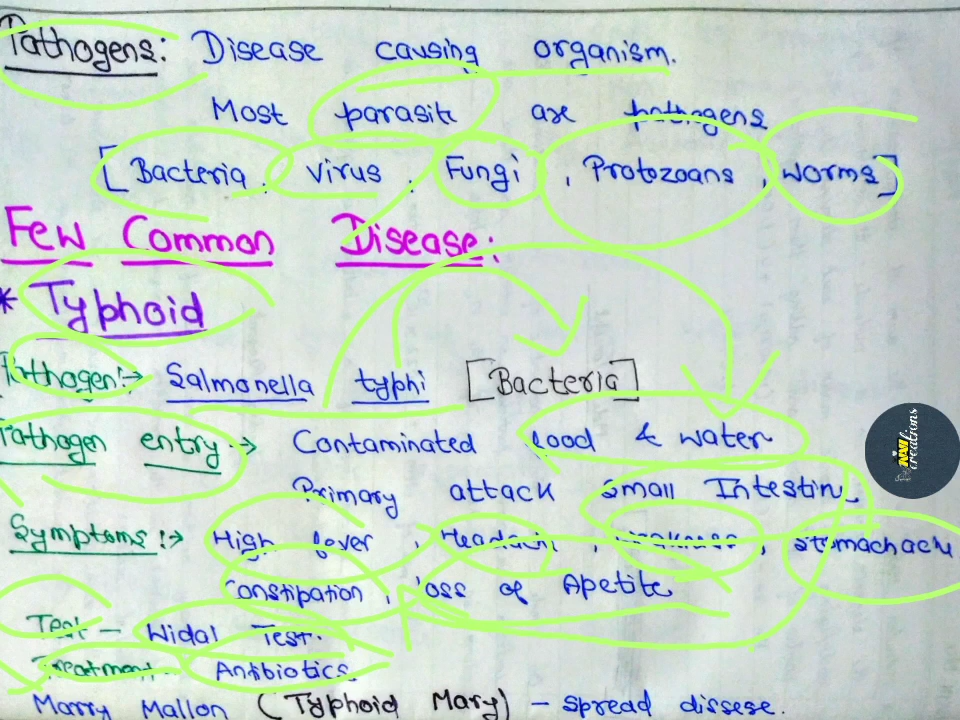 Pathogens: Disease causing organism.
Most parasite are pathogens
[Bacteria, Virus, Fungi, Protozoans, Worms]
Few Common Disease:
* Typhoid
Pathogen:→ Salmonella typhi [Bacteria]
Pathogen entry → Contaminated food & water
Primary attack Small Intestine
Symptoms:→ High fever, Headach, weakness, stomachache
Constipation, loss of Apetite
Test – Widal Test.
Treatment – Antibiotics
Marry Mallon (Typhoid Mary) – spread dissese.
creations